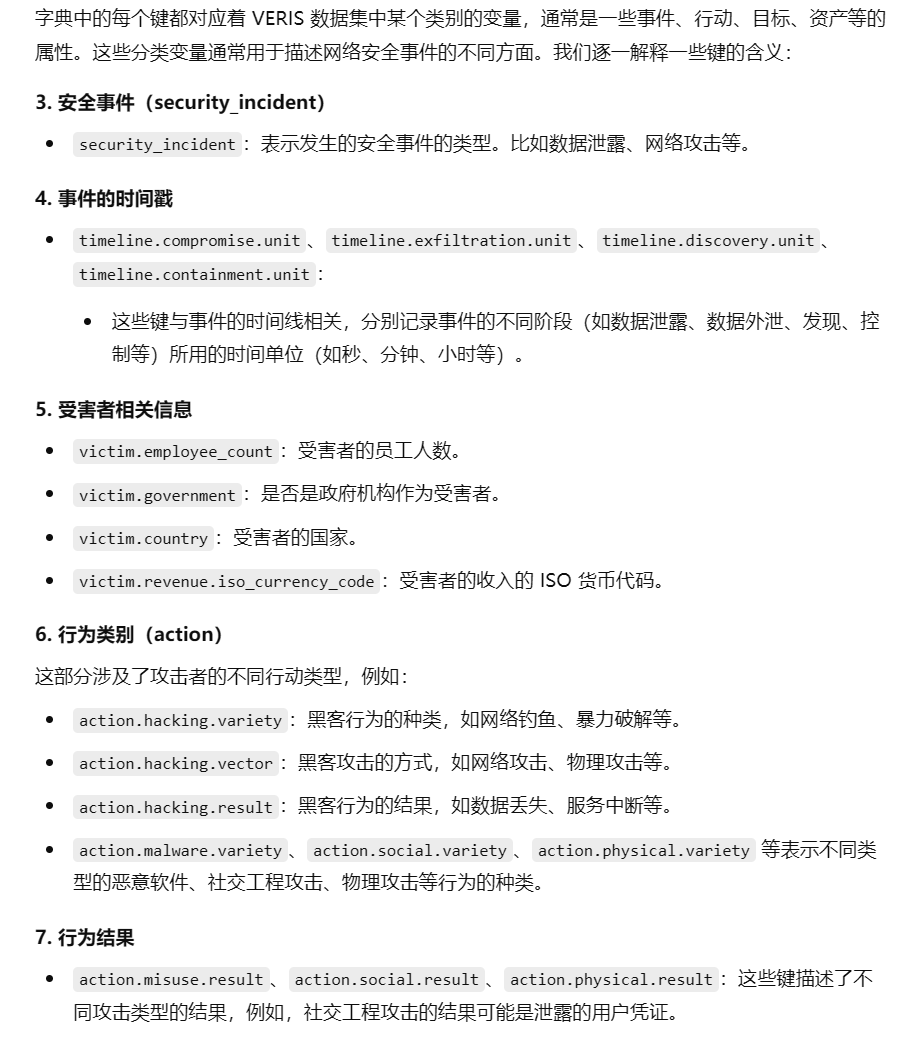 字典中的每个键都对应着 VERIS 数据集中某个类别的变量，通常是一些事件、行动、目标、资产等的
属性。这些分类变量通常用于描述网络安全事件的不同方面。我们逐一解释一些键的含义：
3. 安全事件（security_incident）
• security_incident：表示发生的安全事件的类型。比如数据泄露、网络攻击等。
4. 事件的时间戳
• timeline.compromise.unit、timeline.exfiltration.unit、timeline.discovery.unit、
timeline.containment.unit：
• 这些键与事件的时间线相关，分别记录事件的不同阶段（如数据泄露、数据外泄、发现、控
制等）所用的时间单位（如秒、分钟、小时等）。
5. 受害者相关信息
• victim.employee_count：受害者的员工人数。
• victim.government：是否是政府机构作为受害者。
• victim.country：受害者的国家。
• victim.revenue.iso_currency_code：受害者的收入的 ISO 货币代码。
6. 行为类别（action）
这部分涉及了攻击者的不同行动类型，例如：
• action.hacking.variety：黑客行为的种类，如网络钓鱼、暴力破解等。
• action.hacking.vector：黑客攻击的方式，如网络攻击、物理攻击等。
• action.hacking.result：黑客行为的结果，如数据丢失、服务中断等。
• action.malware.variety、action.social.variety、action.physical.variety 等表示不同类
型的恶意软件、社交工程攻击、物理攻击等行为的种类。
7. 行为结果
• action.misuse.result、action.social.result、action.physical.result：这些键描述了不
同攻击类型的结果，例如，社交工程攻击的结果可能是泄露的用户凭证。